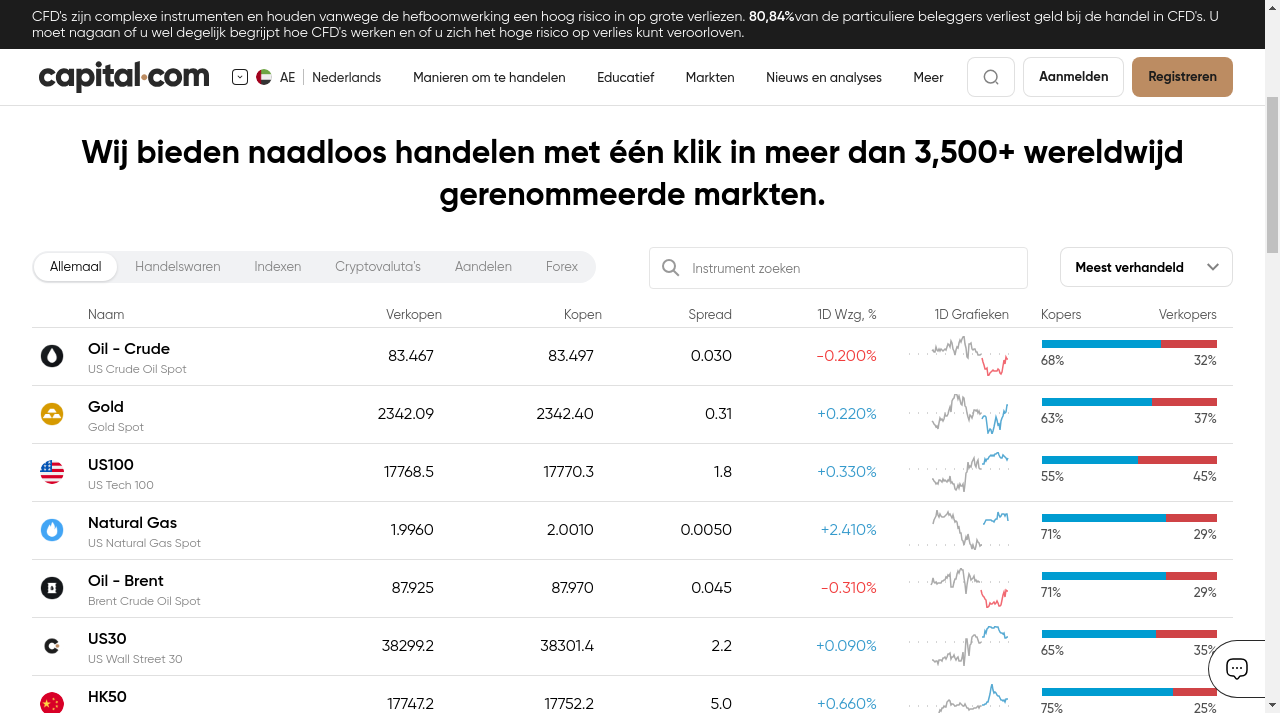 CFD's zijn complexe instrumenten en houden vanwege de hefboomwerking een hoog risico in op grote verliezen. 80,84%van de particuliere beleggers verliest geld bij de handel in CFD's. U
moet nagaan of u wel degelijk begrijpt hoe CFD's werken en of u zich het hoge risico op verlies kunt veroorloven.
capital.com AE Nederlands Manieren om te handelen Educatief Markten Nieuws en analyses Meer Aanmelden Registreren
Wij bieden naadloos handelen met één klik in meer dan 3,500+ wereldwijd
gerenommeerde markten.
Allemaal Handelswaren Indexen Cryptovaluta's Aandelen Forex Instrument zoeken Meest verhandeld
Naam Verkopen Kopen Spread 1D Wzg, % 1D Grafieken Kopers Verkopers
Oil - Crude 83.467 83.497 0.030 -0.200%
US Crude Oil Spot 68% 32%
Gold 2342.09 2342.40 0.31 +0.220%
Gold Spot 63% 37%
US100 17768.5 17770.3 1.8 +0.330%
US Tech 100 55% 45%
Natural Gas 1.9960 2.0010 0.0050 +2.410%
US Natural Gas Spot 71% 29%
Oil - Brent 87.925 87.970 0.045 -0.310%
Brent Crude Oil Spot 71% 29%
US30 38299.2 38301.4 2.2 +0.090%
US Wall Street 30 65% 35%
HK50 17747.2 17752.2 5.0 +0.660%
75% 25%